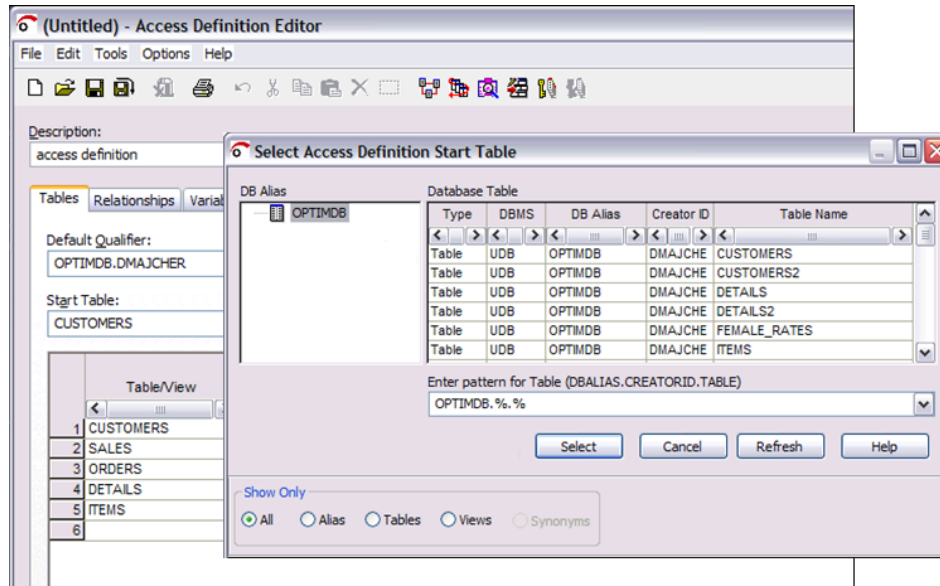 (Untitled) - Access Definition Editor
File Edit Tools Options Help
Description:
access definition
Tables Relationships
Default Qualifier:
OPTIMDB.DMAJCHER
Start Table:
CUSTOMERS
Table/View
1 CUSTOMERS
2 SALES
3 ORDERS
4 DETAILS
5 ITEMS
6
Select Access Definition Start Table
DB Alias
OPTIMDB
Database Table
Type DBMS DB Alias Creator ID Table Name
Table UDB OPTIMDB DMAJCHE CUSTOMERS
Table UDB OPTIMDB DMAJCHE CUSTOMERS2
Table UDB OPTIMDB DMAJCHE DETAILS
Table UDB OPTIMDB DMAJCHE DETAILS2
Table UDB OPTIMDB DMAJCHE FEMALE_RATES
Table UDB OPTIMDB DMAJCHE ITEMS
Enter pattern for Table (DBALIAS.CREATORID.TABLE)
OPTIMDB.%.%
Select Cancel Refresh Help
Show Only
All Alias Tables Views Synonyms